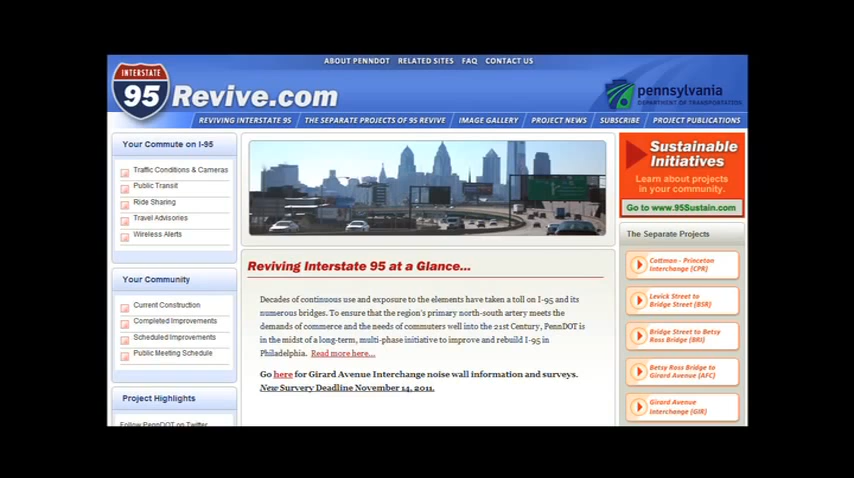 ABOUT PENNDOT RELATED SITES FAQ CONTACT US
INTERSTATE
95 Revive.com
pennsylvania
DEPARTMENT OF TRANSPORTATION
REVIVING INTERSTATE 95 THE SEPARATE PROJECTS OF 95 REVIVE IMAGE GALLERY PROJECT NEWS SUBSCRIBE PROJECT PUBLICATIONS
Your Commute on I-95
Traffic Conditions & Cameras
Public Transit
Ride Sharing
Travel Advisories
Wireless Alerts
Your Community
Current Construction
Completed Improvements
Scheduled Improvements
Public Meeting Schedule
Project Highlights
Follow PennDOT on Twitter
Reviving Interstate 95 at a Glance...
Decades of continuous use and exposure to the elements have taken a toll on I-95 and its
numerous bridges. To ensure that the region's primary north-south artery meets the
demands of commerce and the needs of commuters well into the 21st Century, PennDOT is
in the midst of a long-term, multi-phase initiative to improve and rebuild I-95 in
Philadelphia. Read more here...
Go here for Girard Avenue Interchange noise wall information and surveys.
New Survery Deadline November 14, 2011.
Sustainable
Initiatives
Learn about projects
in your community.
Go to www.95Sustain.com
The Separate Projects
Cottman - Princeton
Interchange (CPR)
Levick Street to
Bridge Street (BSR)
Bridge Street to Betsy
Ross Bridge (BRI)
Betsy Ross Bridge to
Girard Avenue (AFC)
Girard Avenue
Interchange (GIR)